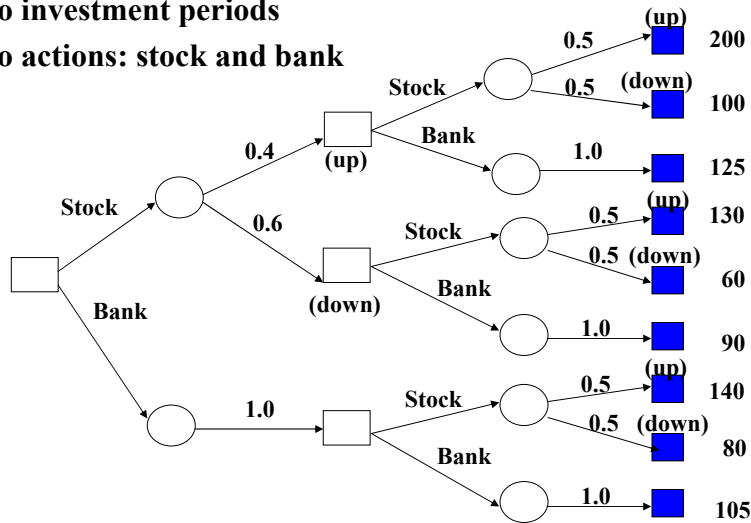 o investment periods
o actions: stock and bank
(up)
0.5
200
Stock
0.5
(down)
100
0.4
(up)
Bank
1.0
125
Stock
0.6
(up)
130
0.5
Stock
0.5
(down)
60
(down)
Bank
1.0
90
Bank
(up)
140
0.5
Stock
0.5
(down)
80
1.0
Bank
1.0
105